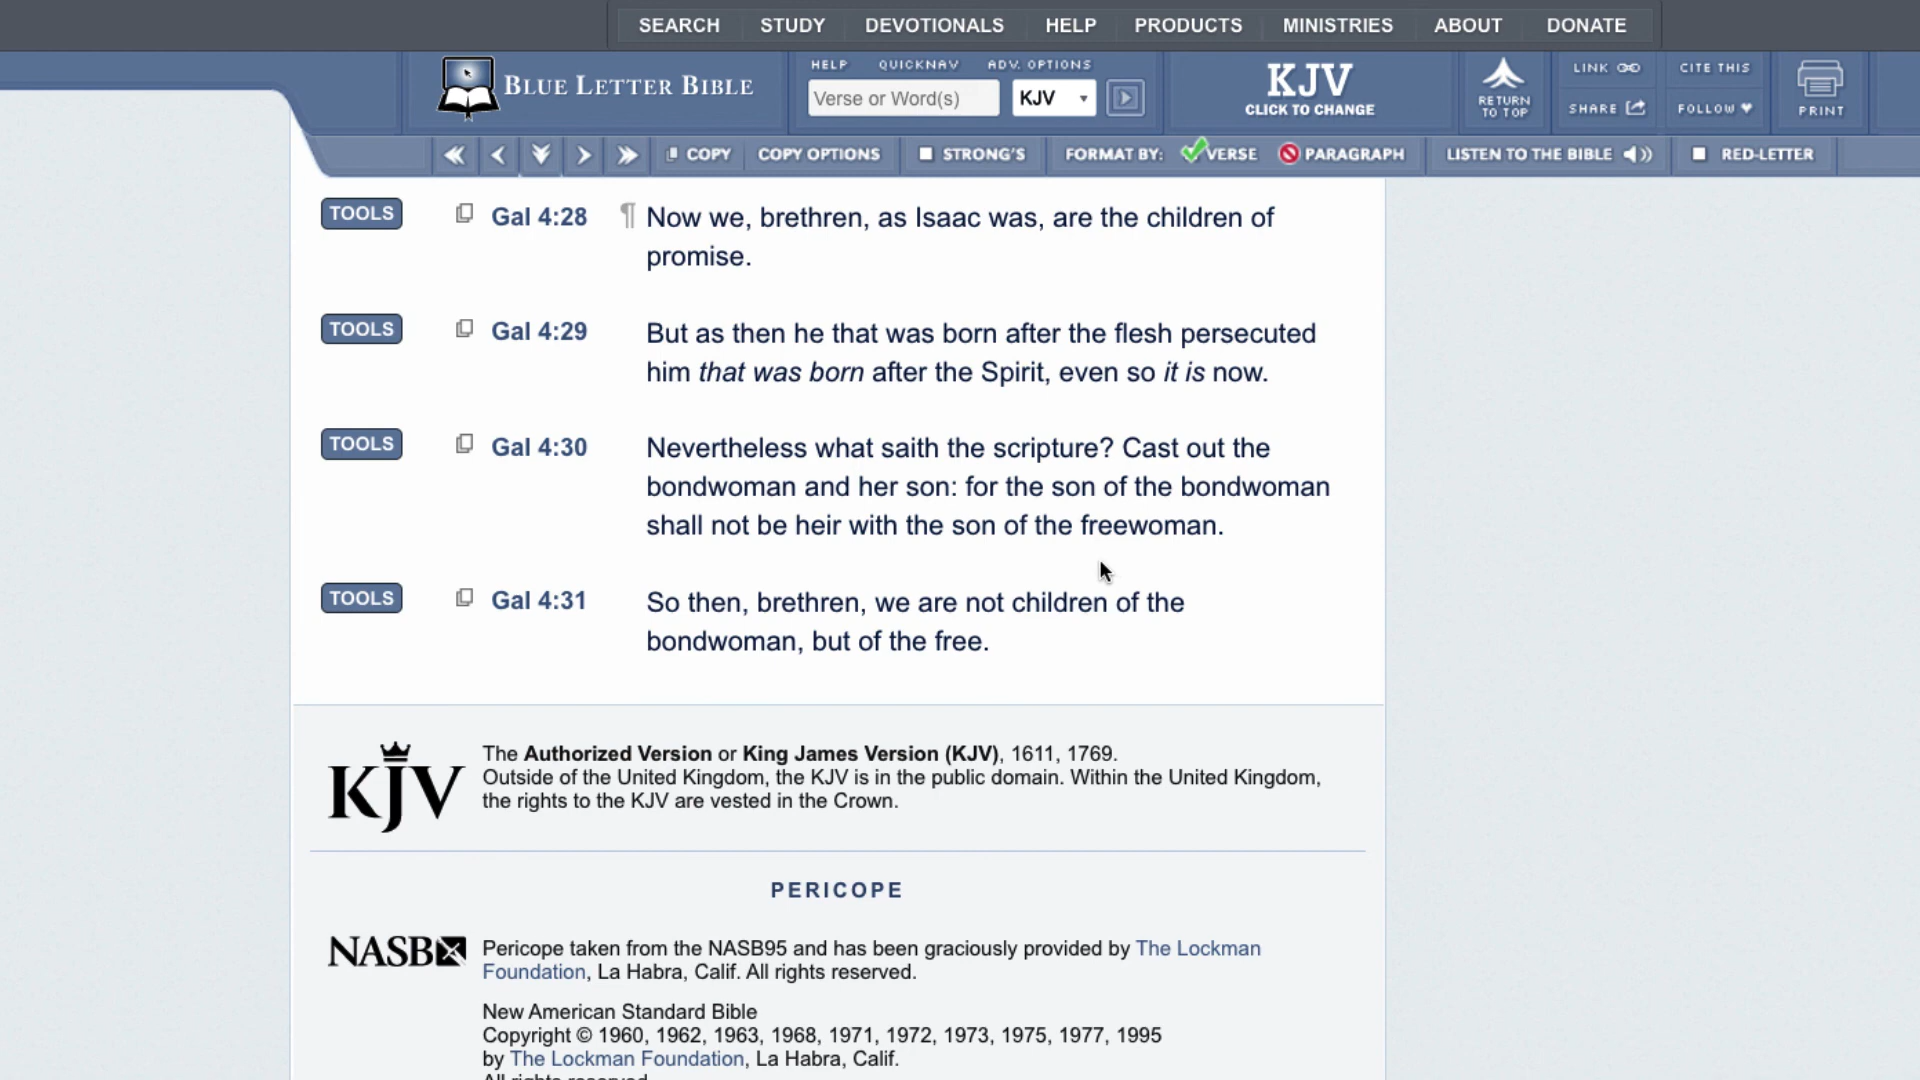 SEARCH STUDY DEVOTIONALS HELP PRODUCTS MINISTRIES ABOUT DONATE
BLUE LETTER BIBLE
HELP QUICKNAV ADV. OPTIONS
Verse or Word(s) KJV
KJV
CLICK TO CHANGE
RETURN
TO TOP
LINK
SHARE
CITE THIS
FOLLOW
PRINT
COPY COPY OPTIONS STRONG'S FORMAT BY: VERSE PARAGRAPH LISTEN TO THE BIBLE RED-LETTER
TOOLS Gal 4:28 ¶ Now we, brethren, as Isaac was, are the children of
promise.
TOOLS Gal 4:29 But as then he that was born after the flesh persecuted
him that was born after the Spirit, even so it is now.
TOOLS Gal 4:30 Nevertheless what saith the scripture? Cast out the
bondwoman and her son: for the son of the bondwoman
shall not be heir with the son of the freewoman.
TOOLS Gal 4:31 So then, brethren, we are not children of the
bondwoman, but of the free.
KJV
The Authorized Version or King James Version (KJV), 1611, 1769.
Outside of the United Kingdom, the KJV is in the public domain. Within the United Kingdom,
the rights to the KJV are vested in the Crown.
PERICOPE
NASB
Pericope taken from the NASB95 and has been graciously provided by The Lockman
Foundation, La Habra, Calif. All rights reserved.
New American Standard Bible
Copyright © 1960, 1962, 1963, 1968, 1971, 1972, 1973, 1975, 1977, 1995
by The Lockman Foundation, La Habra, Calif.
All rights reserved